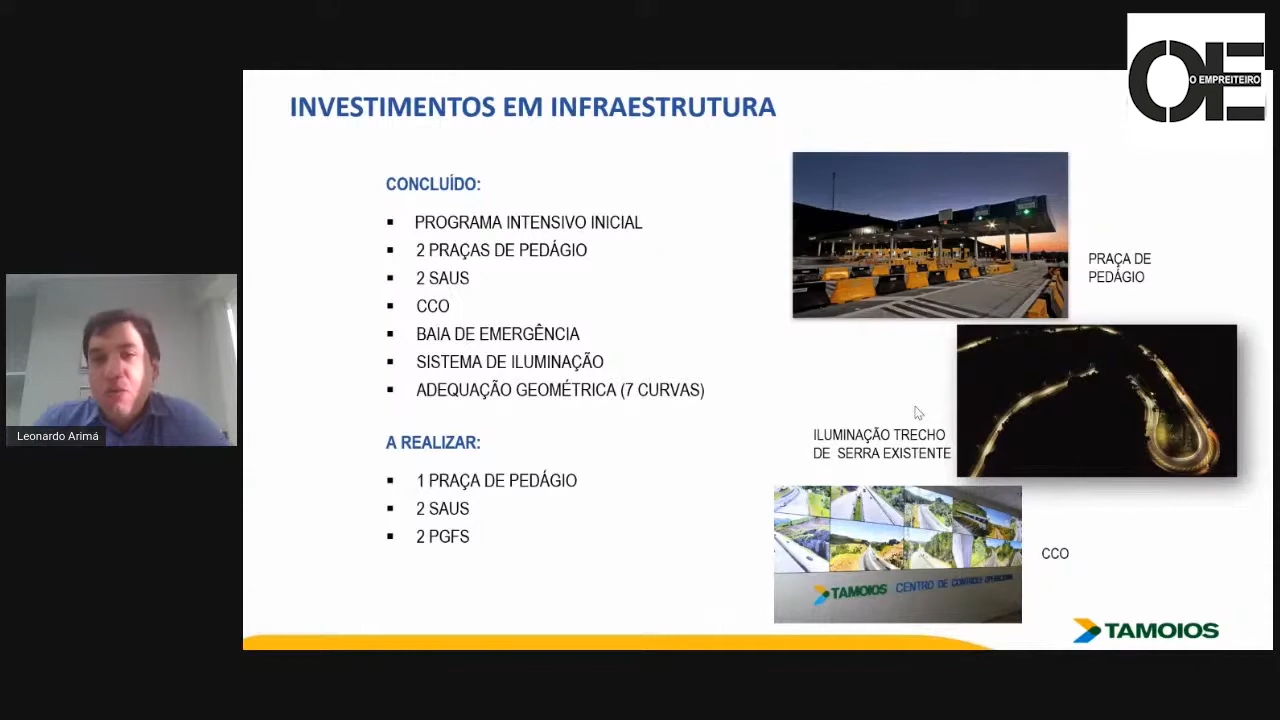 OE
O EMPREITEIRO
INVESTIMENTOS EM INFRAESTRUTURA
CONCLUÍDO:
▪ PROGRAMA INTENSIVO INICIAL
▪ 2 PRAÇAS DE PEDÁGIO
▪ 2 SAUS
▪ CCO
▪ BAIA DE EMERGÊNCIA
▪ SISTEMA DE ILUMINAÇÃO
▪ ADEQUAÇÃO GEOMÉTRICA (7 CURVAS)
A REALIZAR:
▪ 1 PRAÇA DE PEDÁGIO
▪ 2 SAUS
▪ 2 PGFS
PRAÇA DE
PEDÁGIO
ILUMINAÇÃO TRECHO
DE SERRA EXISTENTE
TAMOIOS CENTRO DE CONTROLE OPERACIONAL
CCO
TAMOIOS
Leonardo Arimá